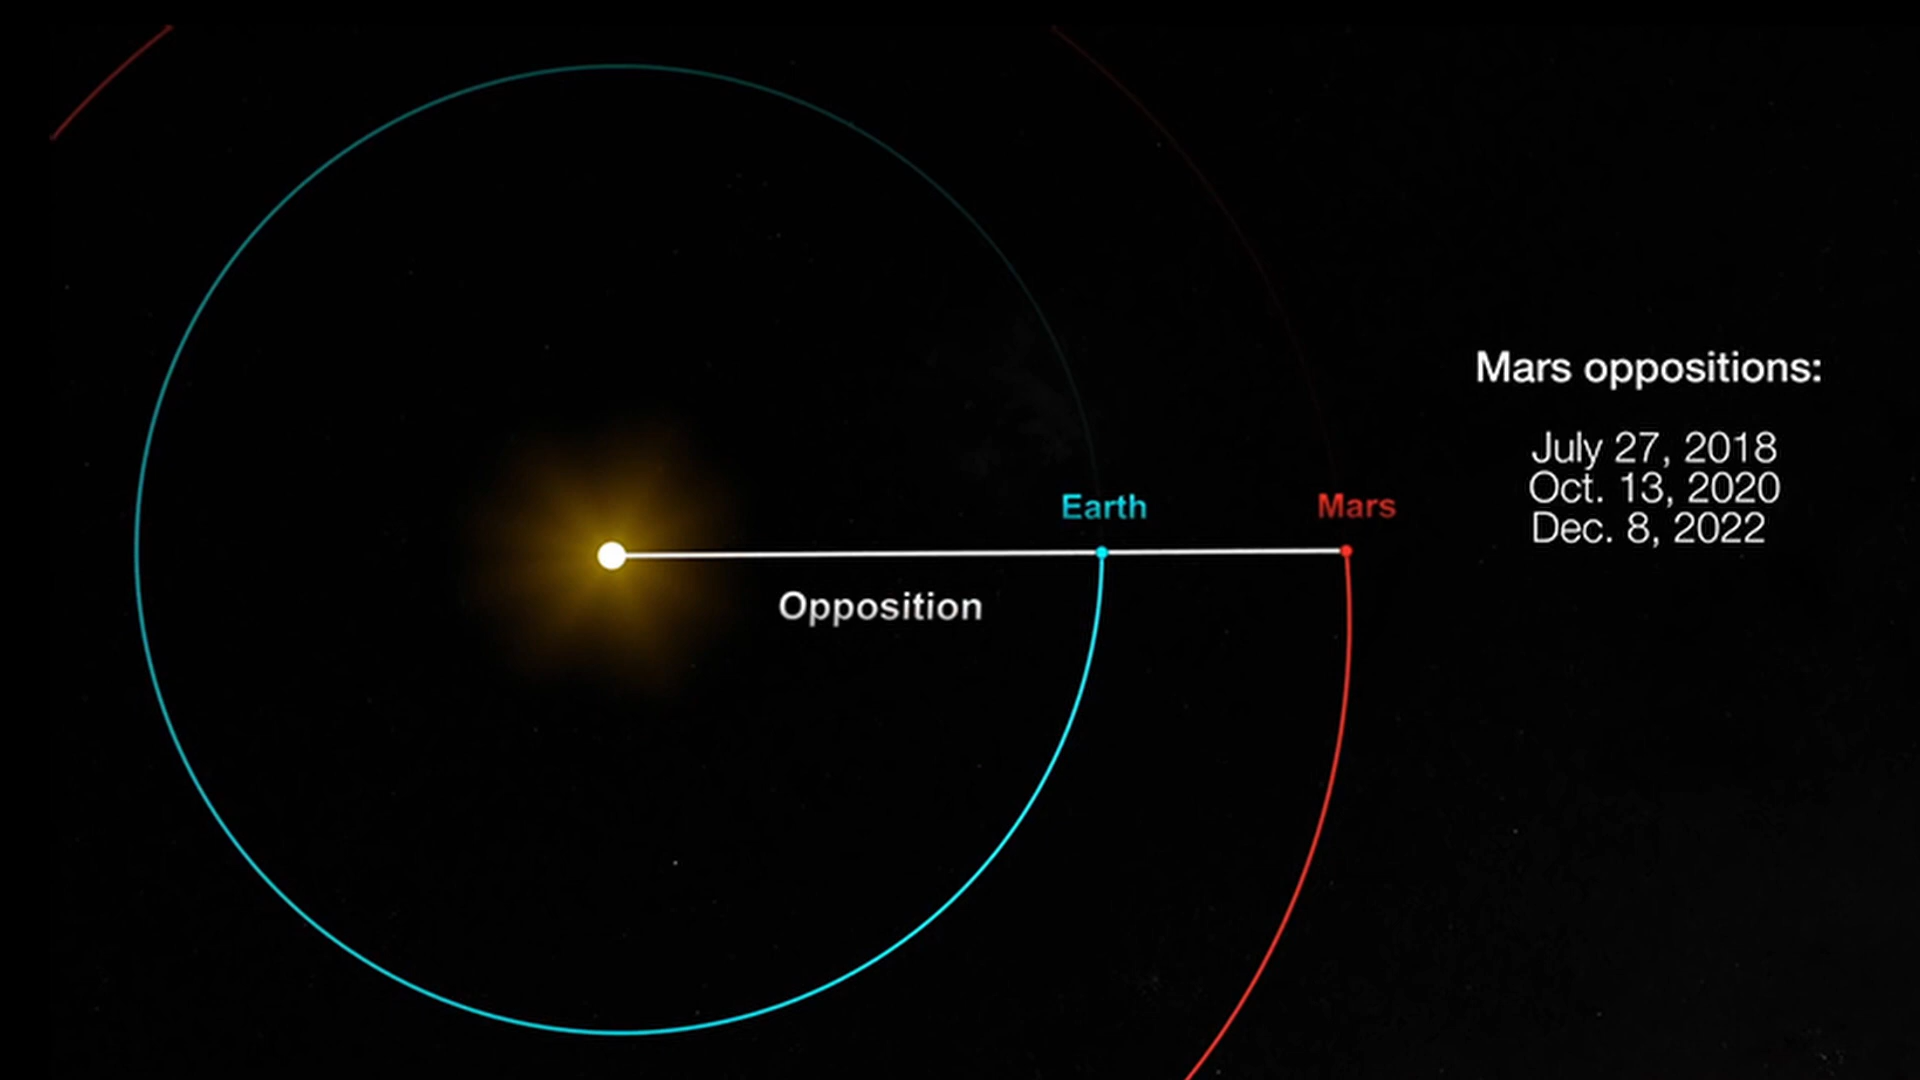 Earth
Mars
Opposition
Mars oppositions:
July 27, 2018
Oct. 13, 2020
Dec. 8, 2022